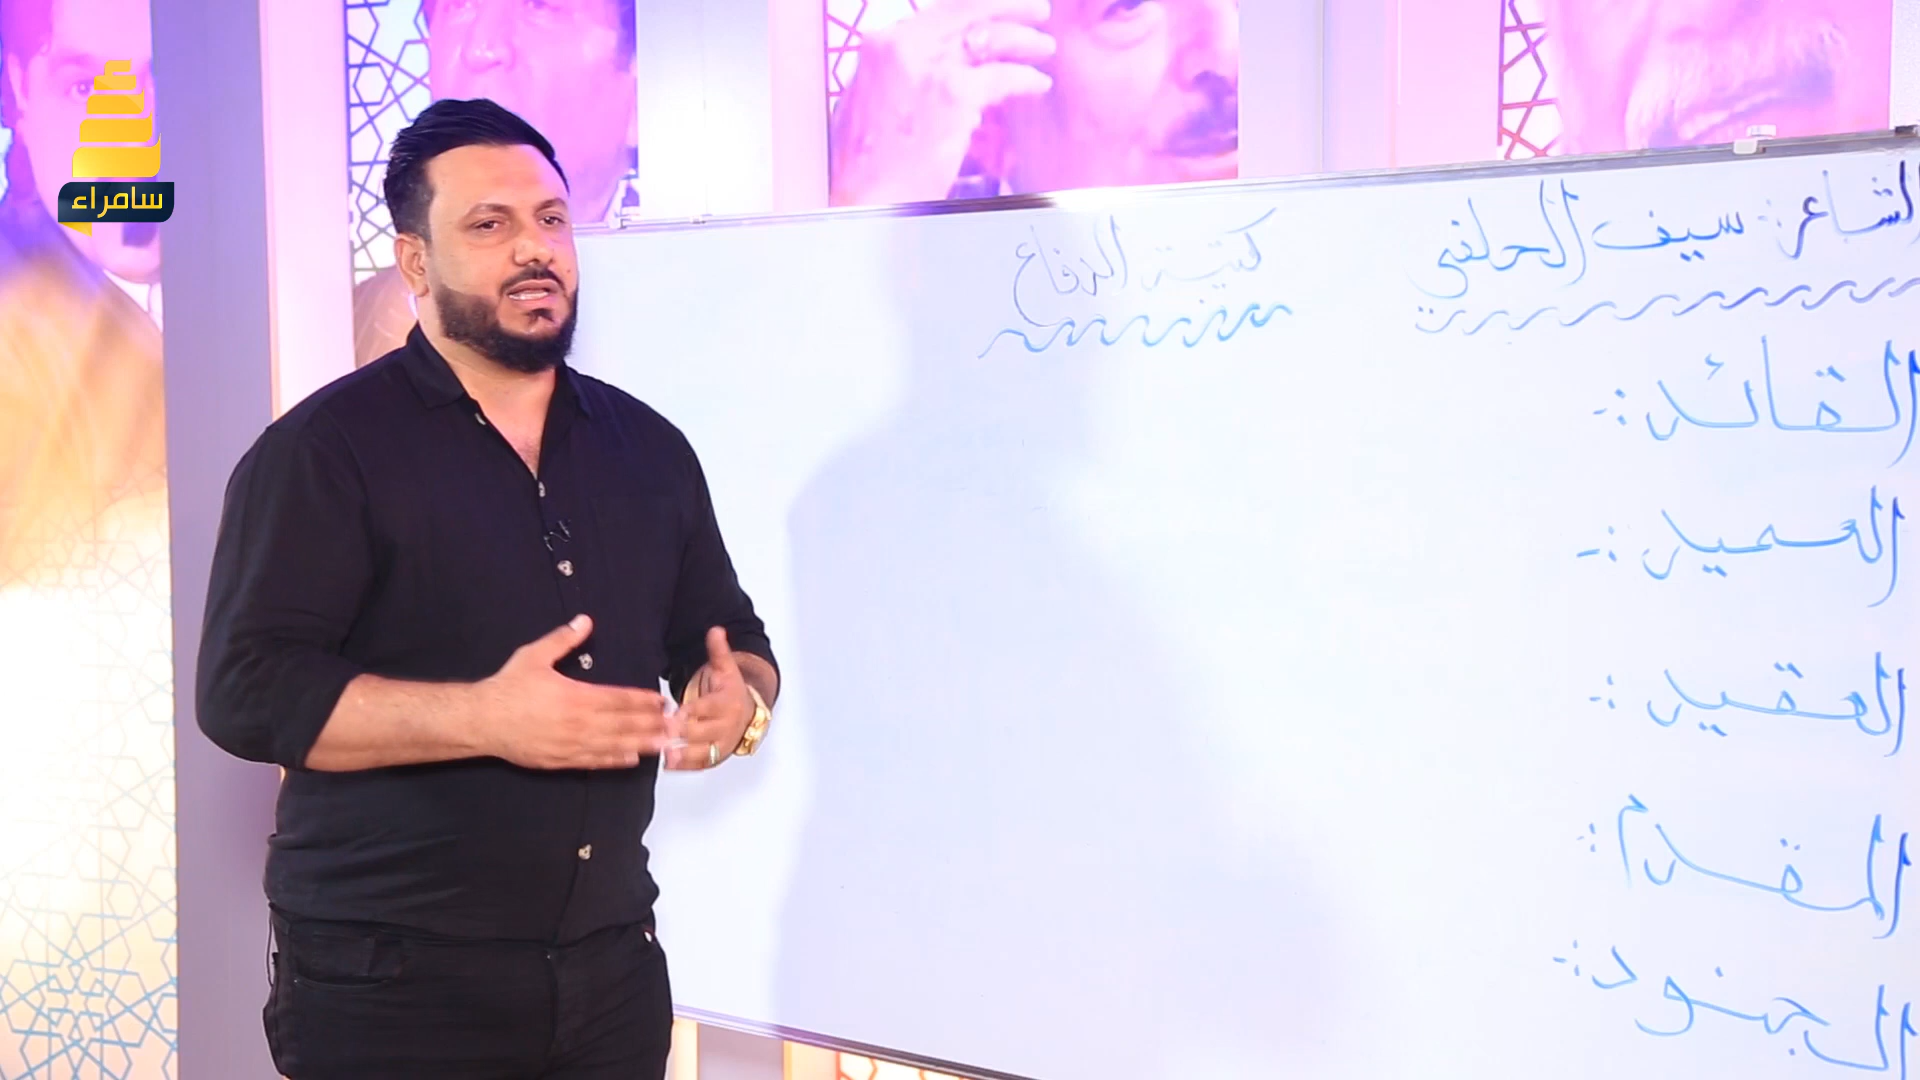 سامراء
الشاعر:- سيف الحلفي
كتيبة الدفاع
القائد:-
العميد:-
العقيد:-
المقدم:-
الجنود:-